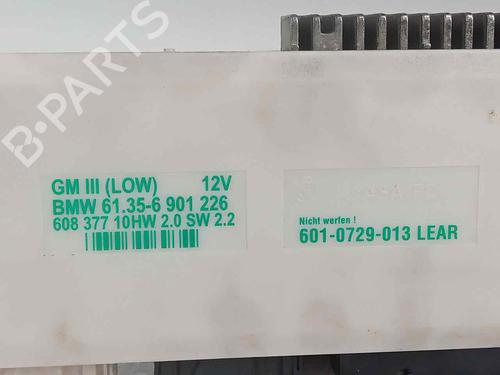 B-PARTS
GM III (LOW) 12V
BMW 61.35-6 901 226
608 377 10HW 2.0 SW 2.2
Nicht werfen !
601-0729-013 LEAR